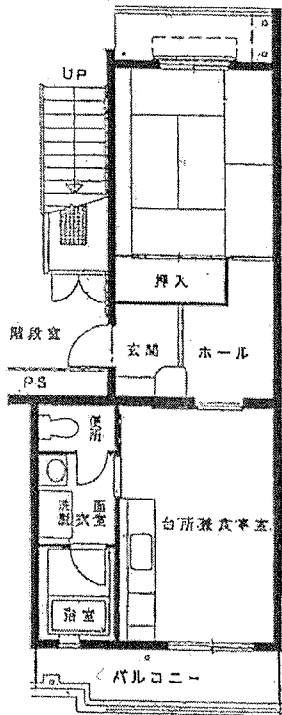 UP
押入
階段室
玄関
ホール
PS
便所
洗面
脱衣室
台所兼食事室
浴室
バルコニー